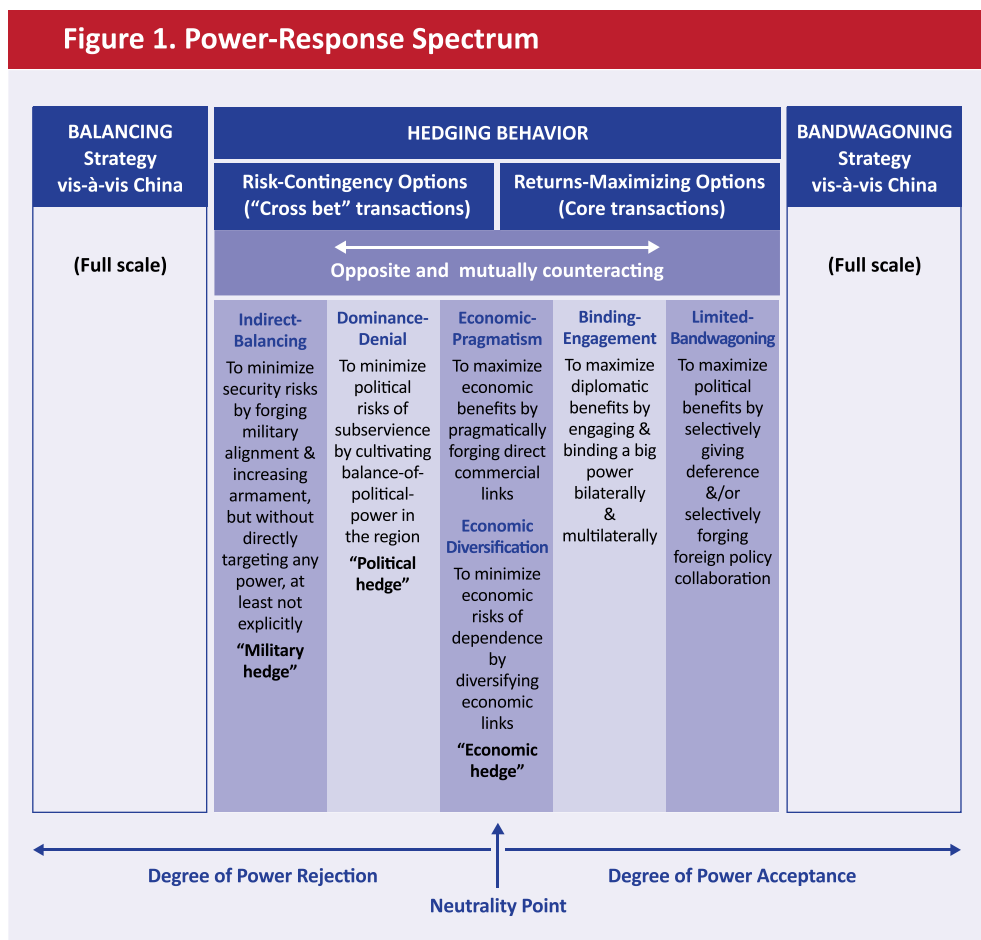 Figure 1. Power-Response Spectrum
BALANCING
Strategy
vis-à-vis China
(Full scale)
HEDGING BEHAVIOR
Risk-Contingency Options
(“Cross bet” transactions)
Returns-Maximizing Options
(Core transactions)
Opposite and  mutually counteracting
Indirect-
Balancing
To minimize
security risks
by forging
military
alignment &
increasing
armament,
but without
directly
targeting any
power, at
least not
explicitly
“Military
hedge”
Dominance-
Denial
To minimize
political
risks of
subservience
by cultivating
balance-of-
political-
power in
the region
“Political
hedge”
Economic-
Pragmatism
To maximize
economic
benefits by
pragmatically
forging direct
commercial
links
Economic
Diversification
To minimize
economic
risks of
dependence
by
diversifying
economic
links
“Economic
hedge”
Binding-
Engagement
To maximize
diplomatic
benefits by
engaging &
binding a big
power
bilaterally
&
multilaterally
Limited-
Bandwagoning
To maximize
political
benefits by
selectively
giving
deference
&/or
selectively
forging
foreign policy
collaboration
BANDWAGONING
Strategy
vis-à-vis China
(Full scale)
Degree of Power Rejection
Degree of Power Acceptance
Neutrality Point